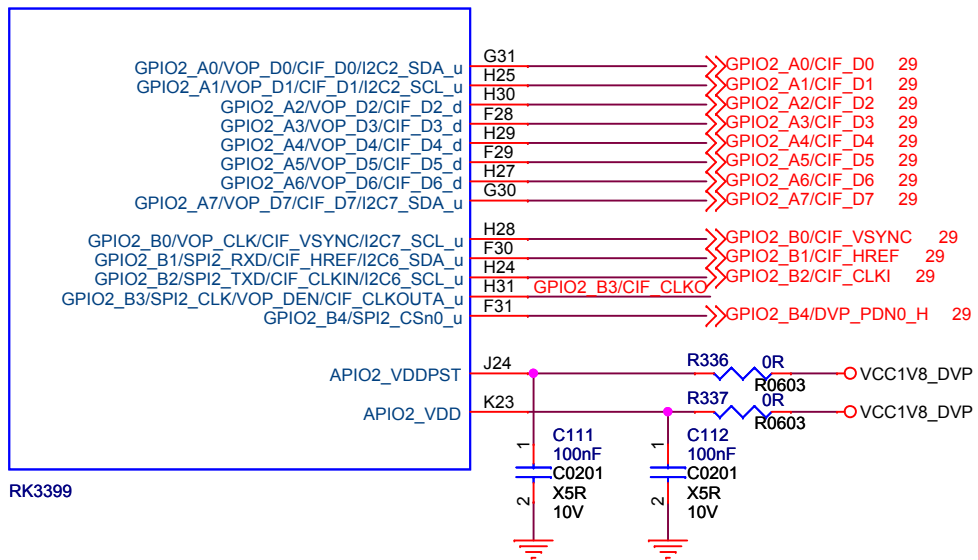 GPIO2_A0/VOP_D0/CIF_D0/I2C2_SDA_u G31 GPIO2_A0/CIF_D0 29
GPIO2_A1/VOP_D1/CIF_D1/I2C2_SCL_u H25 GPIO2_A1/CIF_D1 29
GPIO2_A2/VOP_D2/CIF_D2_d H30 GPIO2_A2/CIF_D2 29
GPIO2_A3/VOP_D3/CIF_D3_d F28 GPIO2_A3/CIF_D3 29
GPIO2_A4/VOP_D4/CIF_D4_d H29 GPIO2_A4/CIF_D4 29
GPIO2_A5/VOP_D5/CIF_D5_d F29 GPIO2_A5/CIF_D5 29
GPIO2_A6/VOP_D6/CIF_D6_d H27 GPIO2_A6/CIF_D6 29
GPIO2_A7/VOP_D7/CIF_D7/I2C7_SDA_u G30 GPIO2_A7/CIF_D7 29
GPIO2_B0/VOP_CLK/CIF_VSYNC/I2C7_SCL_u H28 GPIO2_B0/CIF_VSYNC 29
GPIO2_B1/SPI2_RXD/CIF_HREF/I2C6_SDA_u F30 GPIO2_B1/CIF_HREF 29
GPIO2_B2/SPI2_TXD/CIF_CLKIN/I2C6_SCL_u H24 GPIO2_B2/CIF_CLKI 29
GPIO2_B3/SPI2_CLK/VOP_DEN/CIF_CLKOUTA_u H31 GPIO2_B3/CIF_CLKO
GPIO2_B4/SPI2_CSn0_u F31 GPIO2_B4/DVP_PDN0_H 29
APIO2_VDDPST J24 R336 0R R0603 VCC1V8_DVP
APIO2_VDD K23 R337 0R R0603 VCC1V8_DVP
1 C111 1 C112
100nF 100nF
C0201 C0201
2 X5R 2 X5R
10V 10V
RK3399